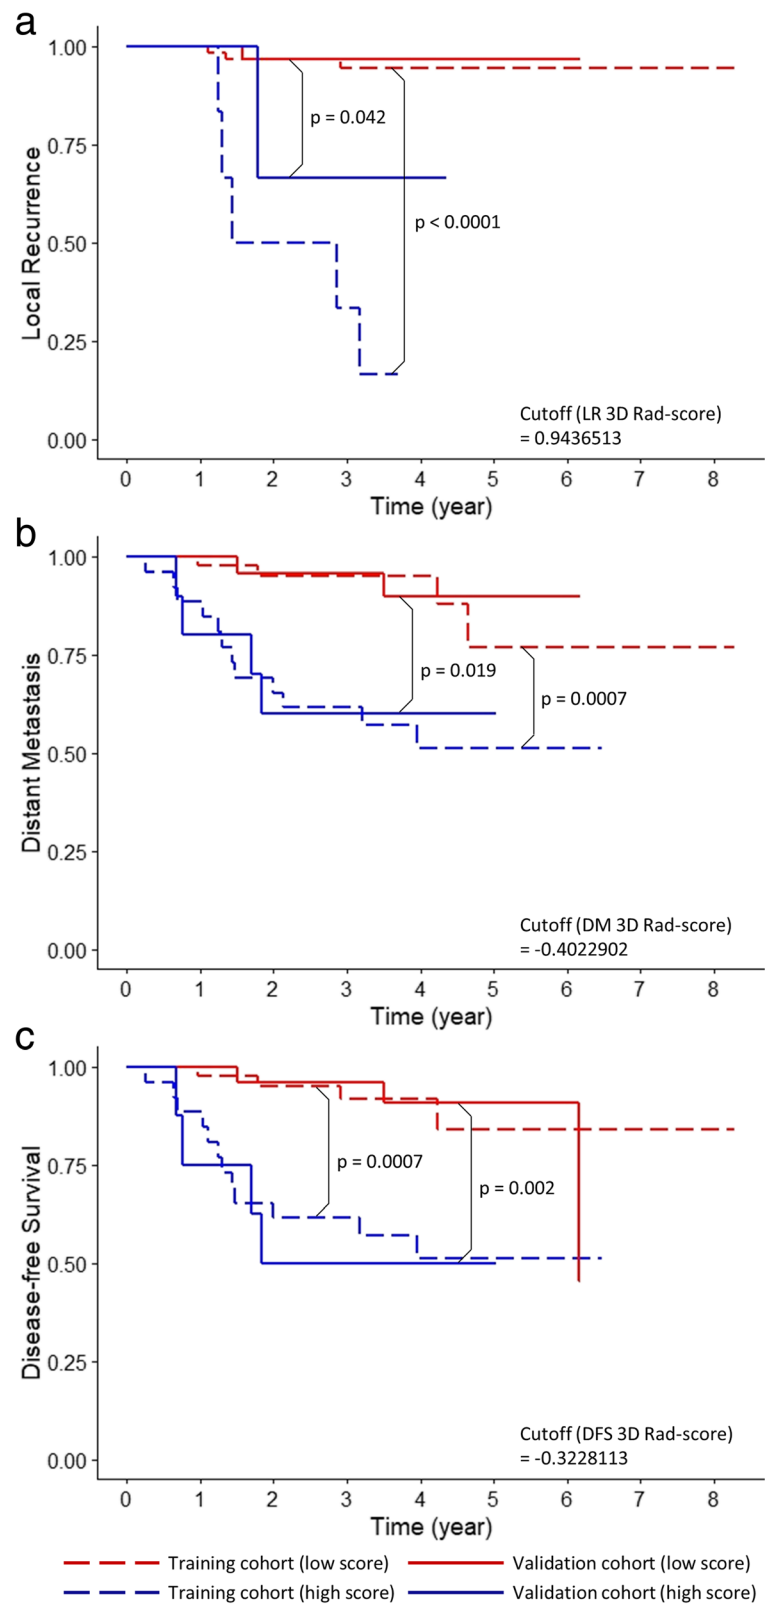 a
1.00
0.75
0.50
0.25
0.00
Local Recurrence
p = 0.042
p < 0.0001
Cutoff (LR 3D Rad-score)
= 0.9436513
0 1 2 3 4 5 6 7 8
Time (year)
b
1.00
0.75
0.50
0.25
0.00
Distant Metastasis
p = 0.019
p = 0.0007
Cutoff (DM 3D Rad-score)
= -0.4022902
0 1 2 3 4 5 6 7 8
Time (year)
c
1.00
0.75
0.50
0.25
0.00
Disease-free Survival
p = 0.0007
p = 0.002
Cutoff (DFS 3D Rad-score)
= -0.3228113
0 1 2 3 4 5 6 7 8
Time (year)
Training cohort (low score) Validation cohort (low score)
Training cohort (high score) Validation cohort (high score)